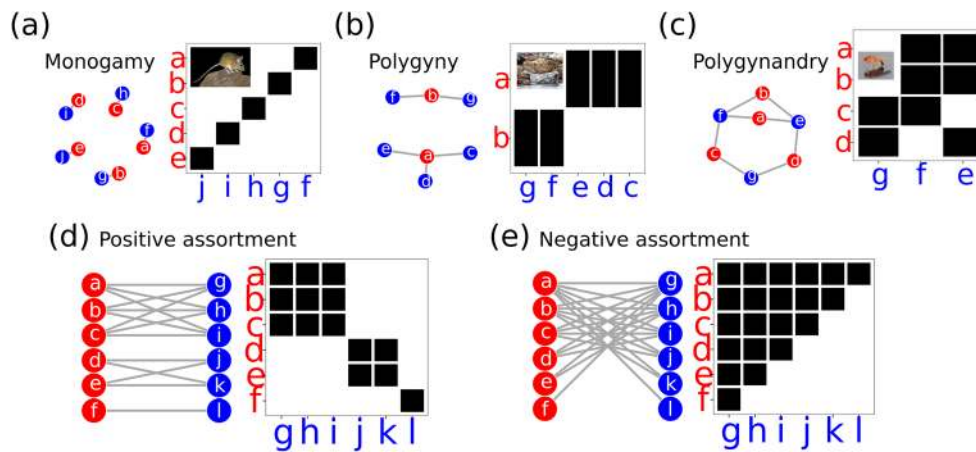 (a)
Monogamy
h
d
c
i
f
e
a
j
b
g
a
b
c
d
e
j i h g f
(b)
Polygyny
f b g
e a c
d
a
b
g f e d c
(c)
Polygynandry
b
f a e
c d
g
a
b
c
d
g f e
(d) Positive assortment
a g
b h
c i
d j
e k
f l
a
b
c
d
e
f
g h i j k l
(e) Negative assortment
a g
b h
c i
d j
e k
f l
a
b
c
d
e
f
g h i j k l